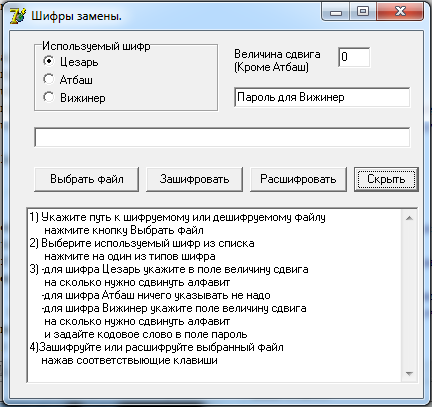 Шифры замены.
Используемый шифр
Цезарь
Атбаш
Вижинер
Величина сдвига
(Кроме Атбаш)
0
Пароль для Вижинер
Выбрать файл
Зашифровать
Расшифровать
Скрыть
1) Укажите путь к шифруемому или дешифруемому файлу
нажмите кнопку Выбрать файл
2) Выберите используемый шифр из списка
нажмите на один из типов шифра
3) -для шифра Цезарь укажите в поле величину сдвига
на сколько нужно сдвинуть алфавит
-для шифра Атбаш ничего указывать не надо
-для шифра Вижинер укажите поле величину сдвига
на сколько нужно сдвинуть алфавит
и задайте кодовое слово в поле пароль
4)Зашифруйте или расшифруйте выбранный файл
нажав соответствыющие клавиши